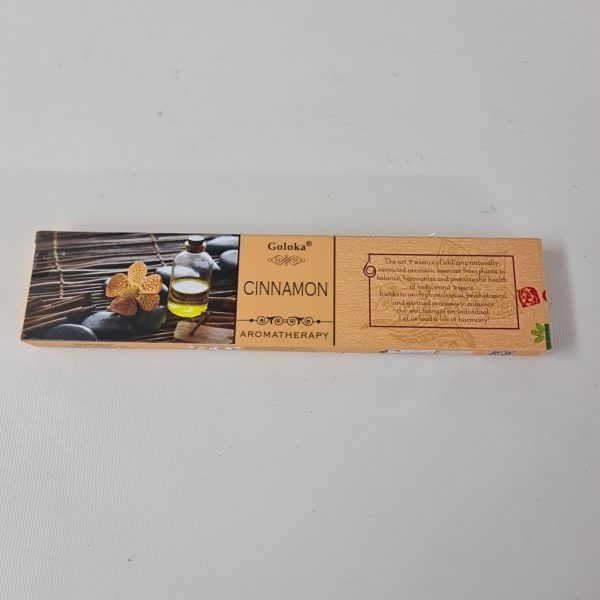 Goloka®
CINNAMON
AROMATHERAPY
The art & science of utilizing naturally
extracted aromatic essences from plants to
balance, harmonize and promote the health
of body, mind & spirit.
It seeks to unify physiological, psychological
and spiritual processes to enhance
the well being of an individual.
Let us lead a life of harmony!